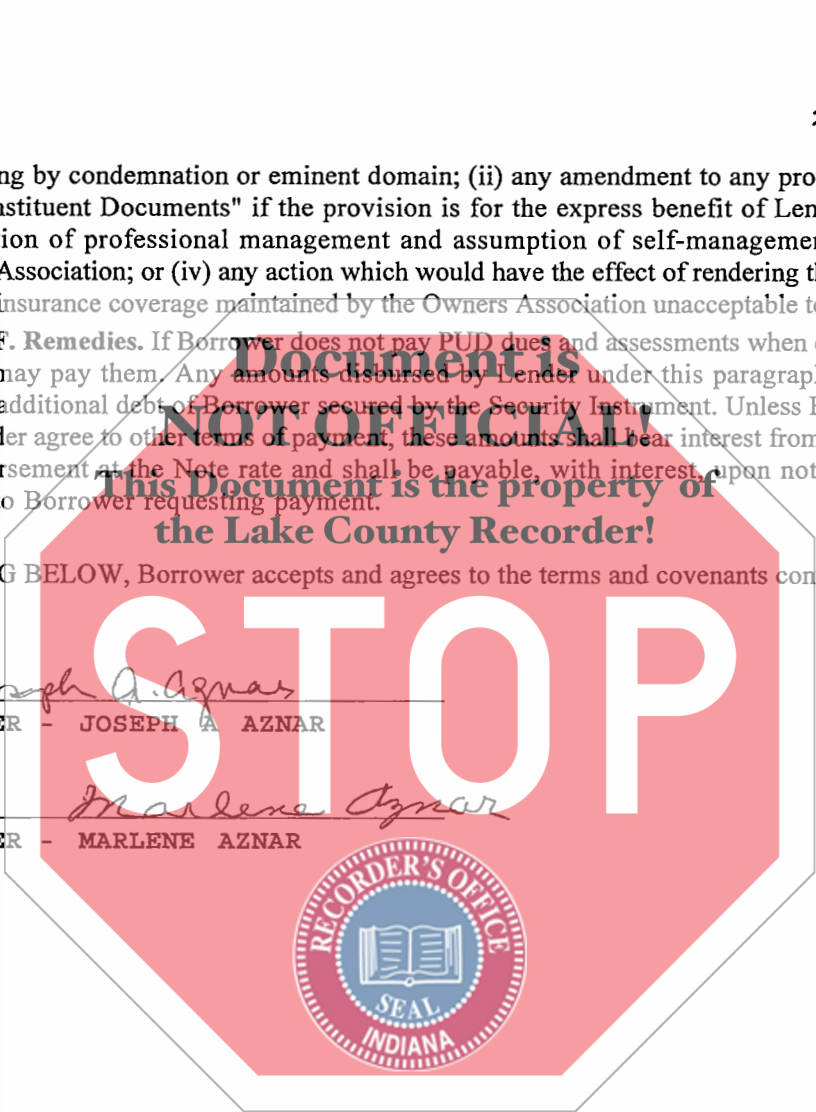 ng by condemnation or eminent domain; (ii) any amendment to any pro
nstituent Documents" if the provision is for the express benefit of Len
tion of professional management and assumption of self-managemen
Association; or (iv) any action which would have the effect of rendering th
insurance coverage maintained by the Owners Association unacceptable to
F. Remedies. If Borrower does not pay PUD dues and assessments when
Document is
may pay them. Any amounts disbursed by Lender under this paragrap
additional debt of Borrower secured by the Security Instrument. Unless B
NOT OFFICIAL!
der agree to other terms of payment, these amounts shall bear interest from
rsement at the Note rate and shall be payable, with interest, upon not
This Document is the property of
o Borrower requesting payment.
the Lake County Recorder!
G BELOW, Borrower accepts and agrees to the terms and covenants con
STOP
seph A. Aznar
ER - JOSEPH A AZNAR
Marlene Aznar
ER - MARLENE AZNAR
RECORDER'S OFFICE
SEAL
INDIANA